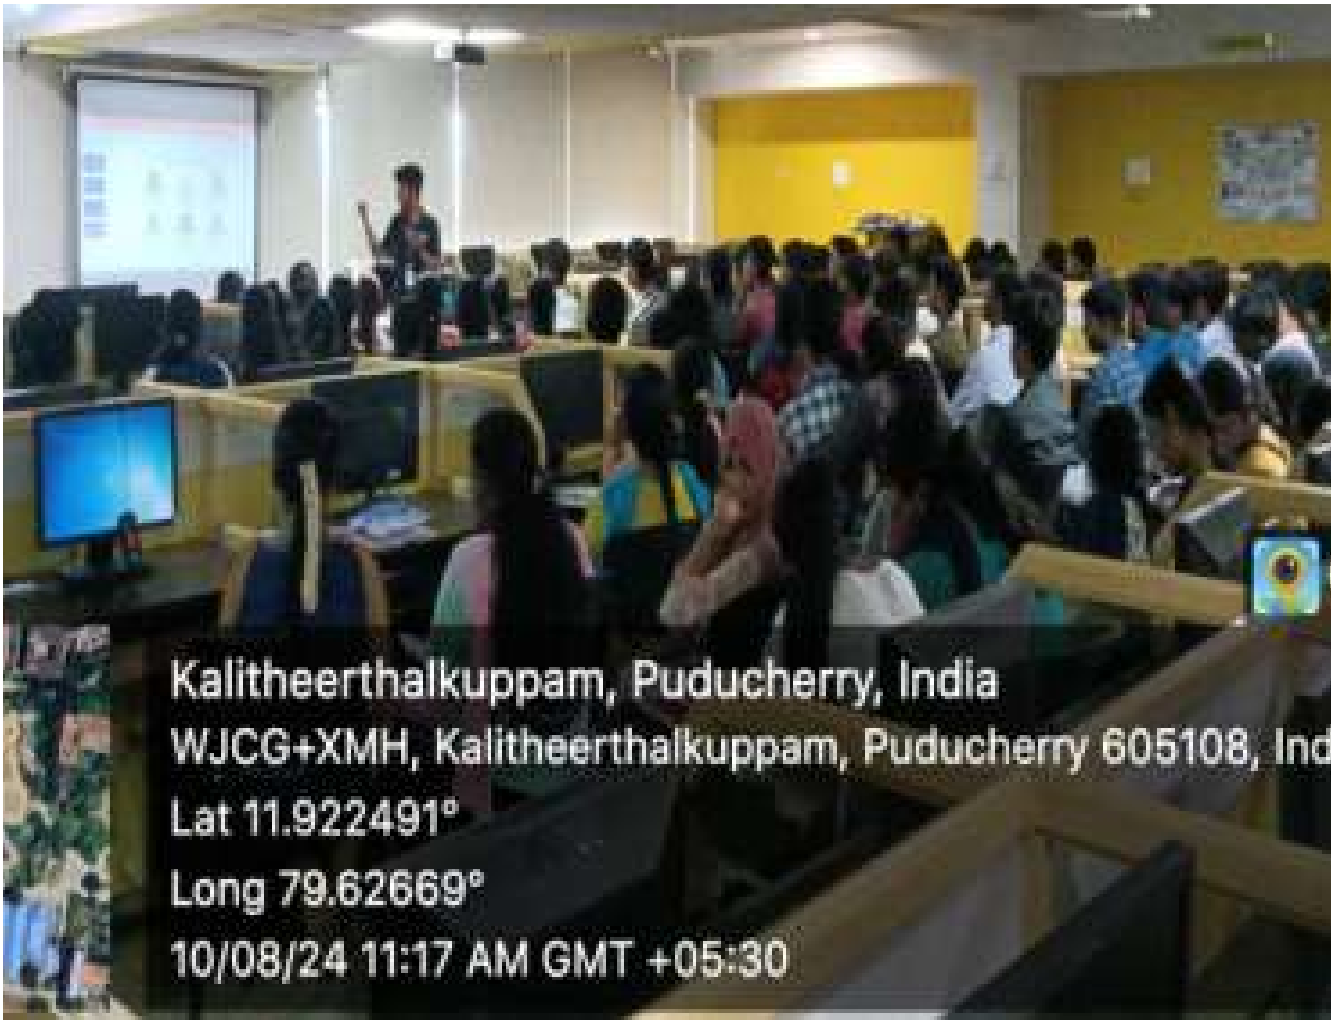 Kalitheerthalkuppam, Puducherry, India
WJCG+XMH, Kalitheerthalkuppam, Puducherry 605108, Ind
Lat 11.922491°
Long 79.62669°
10/08/24 11:17 AM GMT +05:30